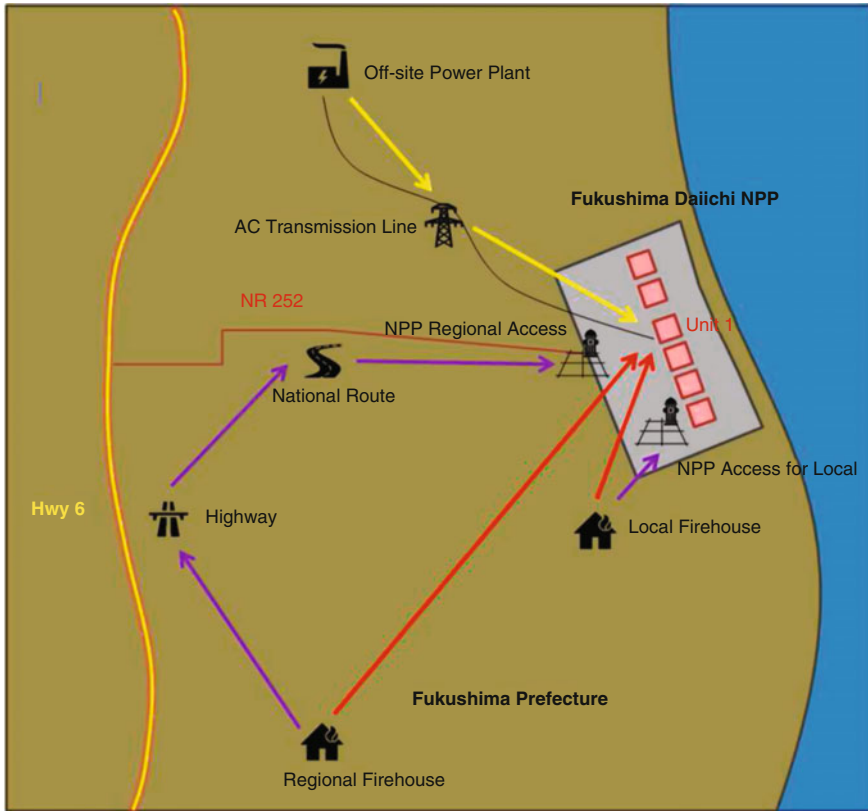 Off-site Power Plant
Fukushima Daiichi NPP
AC Transmission Line
NR 252
NPP Regional Access
Unit 1
National Route
NPP Access for Local
Hwy 6
Highway
Local Firehouse
Fukushima Prefecture
Regional Firehouse